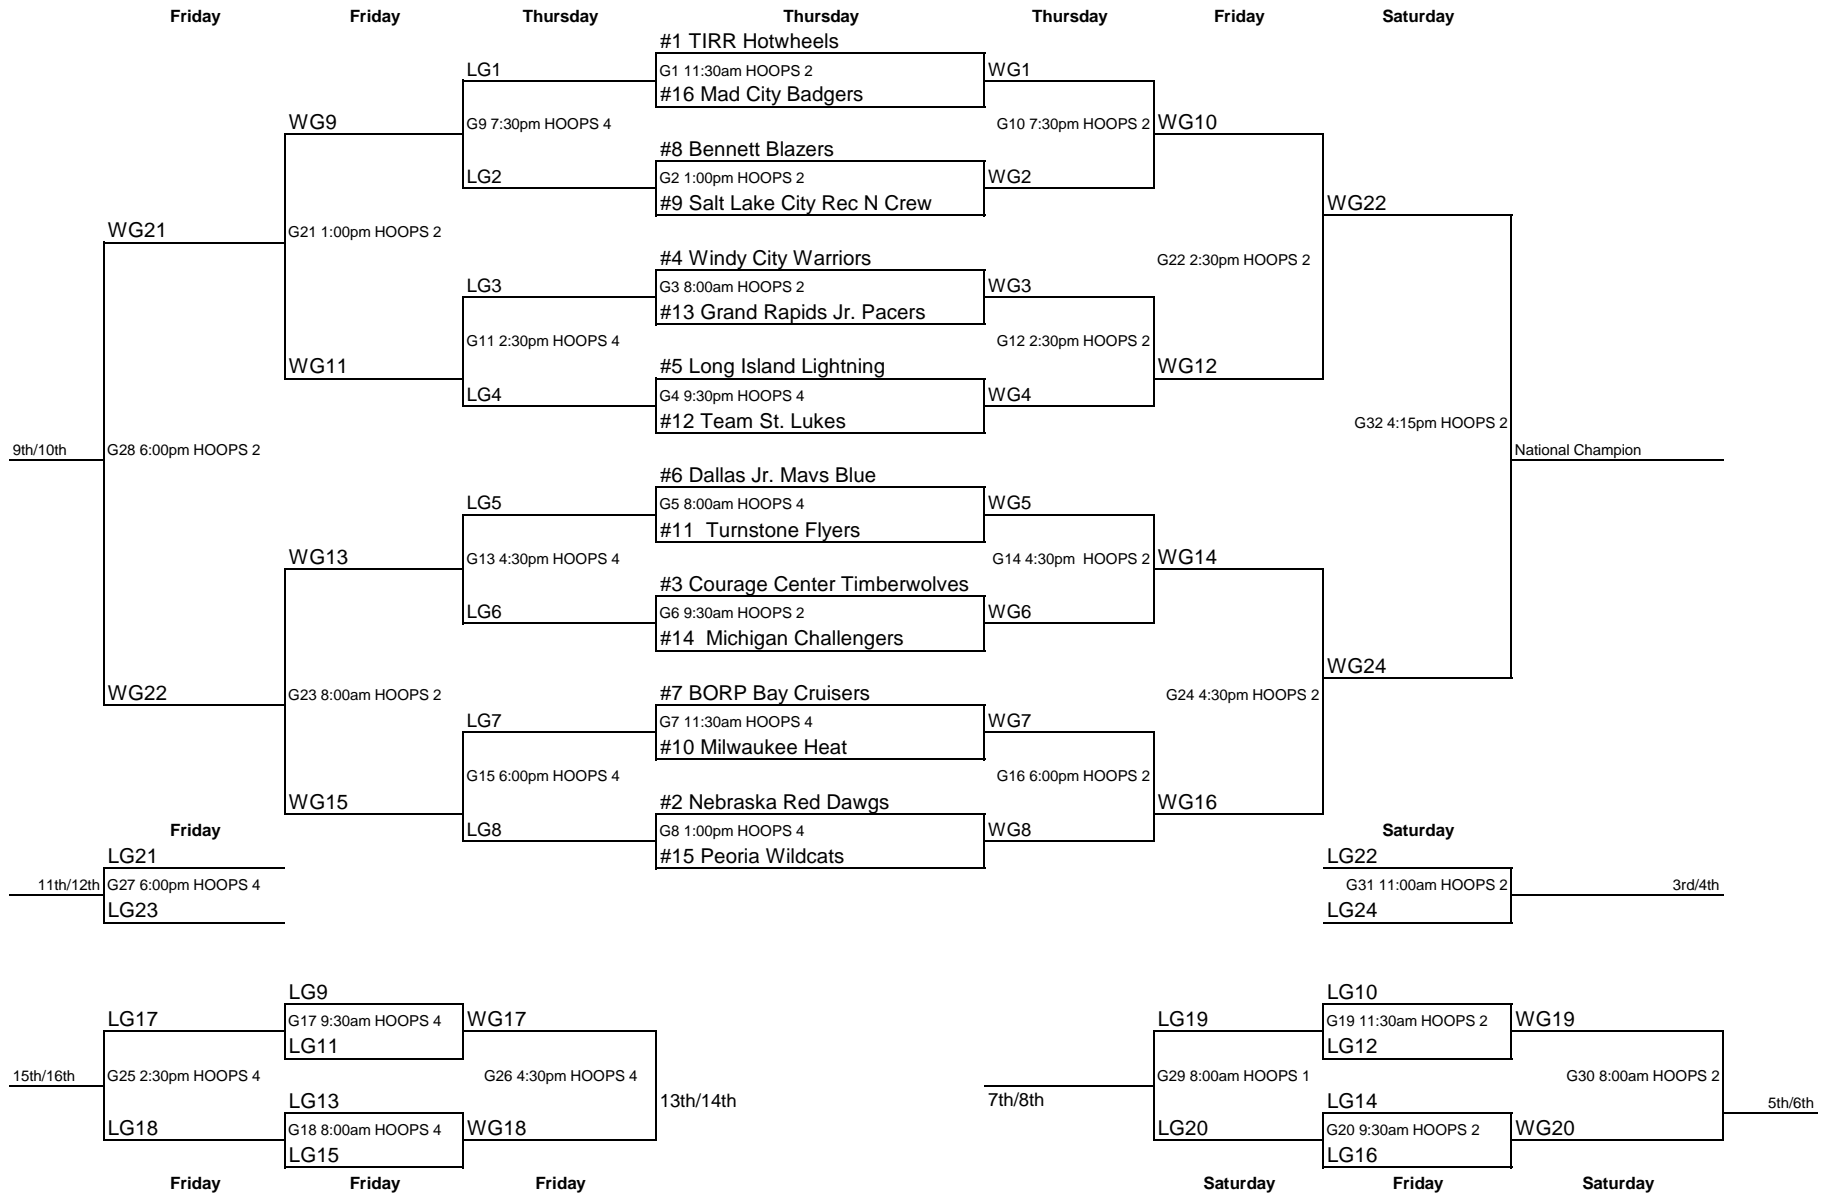 Friday Friday Thursday Thursday Thursday Friday Saturday
#1 TIRR Hotwheels
LG1 G1 11:30am HOOPS 2 WG1
#16 Mad City Badgers
WG9 G9 7:30pm HOOPS 4 G10 7:30pm HOOPS 2 WG10
#8 Bennett Blazers
LG2 G2 1:00pm HOOPS 2 WG2
#9 Salt Lake City Rec N Crew WG22
WG21 G21 1:00pm HOOPS 2
#4 Windy City Warriors G22 2:30pm HOOPS 2
LG3 G3 8:00am HOOPS 2 WG3
#13 Grand Rapids Jr. Pacers
G11 2:30pm HOOPS 4 G12 2:30pm HOOPS 2
WG11 #5 Long Island Lightning WG12
LG4 G4 9:30pm HOOPS 4 WG4
#12 Team St. Lukes G32 4:15pm HOOPS 2
9th/10th G28 6:00pm HOOPS 2 National Champion
#6 Dallas Jr. Mavs Blue
LG5 G5 8:00am HOOPS 4 WG5
#11 Turnstone Flyers
WG13 G13 4:30pm HOOPS 4 G14 4:30pm HOOPS 2 WG14
#3 Courage Center Timberwolves
LG6 G6 9:30am HOOPS 2 WG6
#14 Michigan Challengers
WG24
WG22 G23 8:00am HOOPS 2 #7 BORP Bay Cruisers G24 4:30pm HOOPS 2
LG7 G7 11:30am HOOPS 4 WG7
#10 Milwaukee Heat
G15 6:00pm HOOPS 4 G16 6:00pm HOOPS 2
WG15 #2 Nebraska Red Dawgs WG16
Friday LG8 G8 1:00pm HOOPS 4 WG8 Saturday
LG21 #15 Peoria Wildcats LG22
11th/12th G27 6:00pm HOOPS 4 G31 11:00am HOOPS 2 3rd/4th
LG23 LG24
LG9 LG10
LG17 G17 9:30am HOOPS 4 WG17 LG19 G19 11:30am HOOPS 2 WG19
LG11 LG12
15th/16th G25 2:30pm HOOPS 4 G26 4:30pm HOOPS 4 G29 8:00am HOOPS 1 G30 8:00am HOOPS 2
LG13 13th/14th 7th/8th LG14 5th/6th
LG18 G18 8:00am HOOPS 4 WG18 LG20 G20 9:30am HOOPS 2 WG20
LG15 LG16
Friday Friday Friday Saturday Friday Saturday